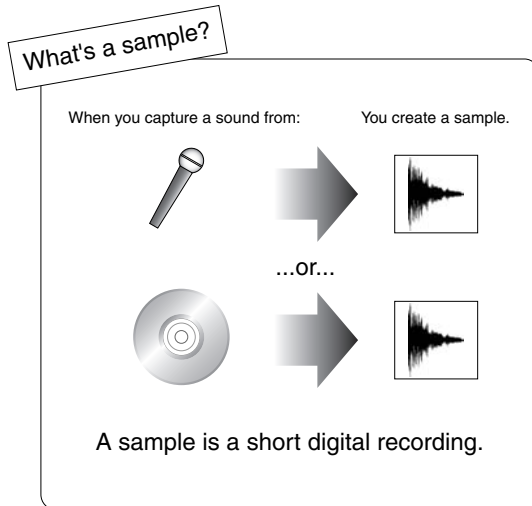 What's a sample?
When you capture a sound from:
You create a sample.
...or...
A sample is a short digital recording.